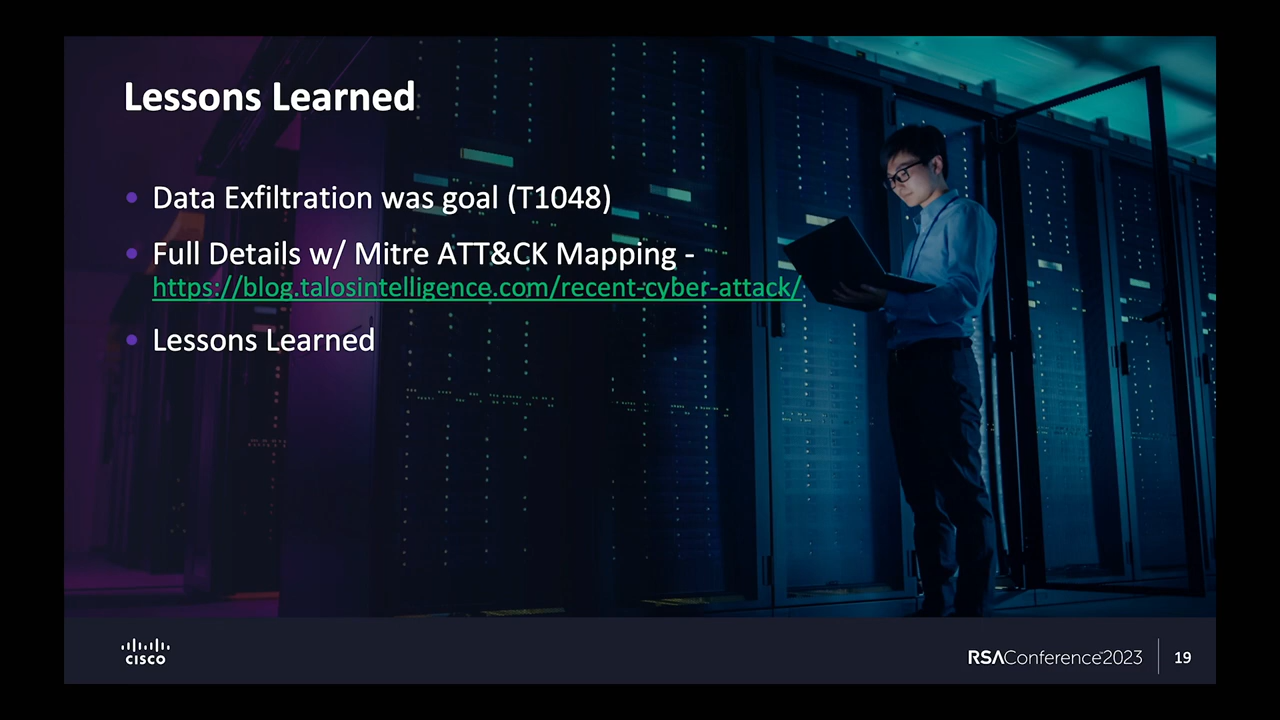 Lessons Learned
• Data Exfiltration was goal (T1048)
• Full Details w/ Mitre ATT&CK Mapping -
https://blog.talosintelligence.com/recent-cyber-attack/
• Lessons Learned
CISCO
RSAConference™2023
19